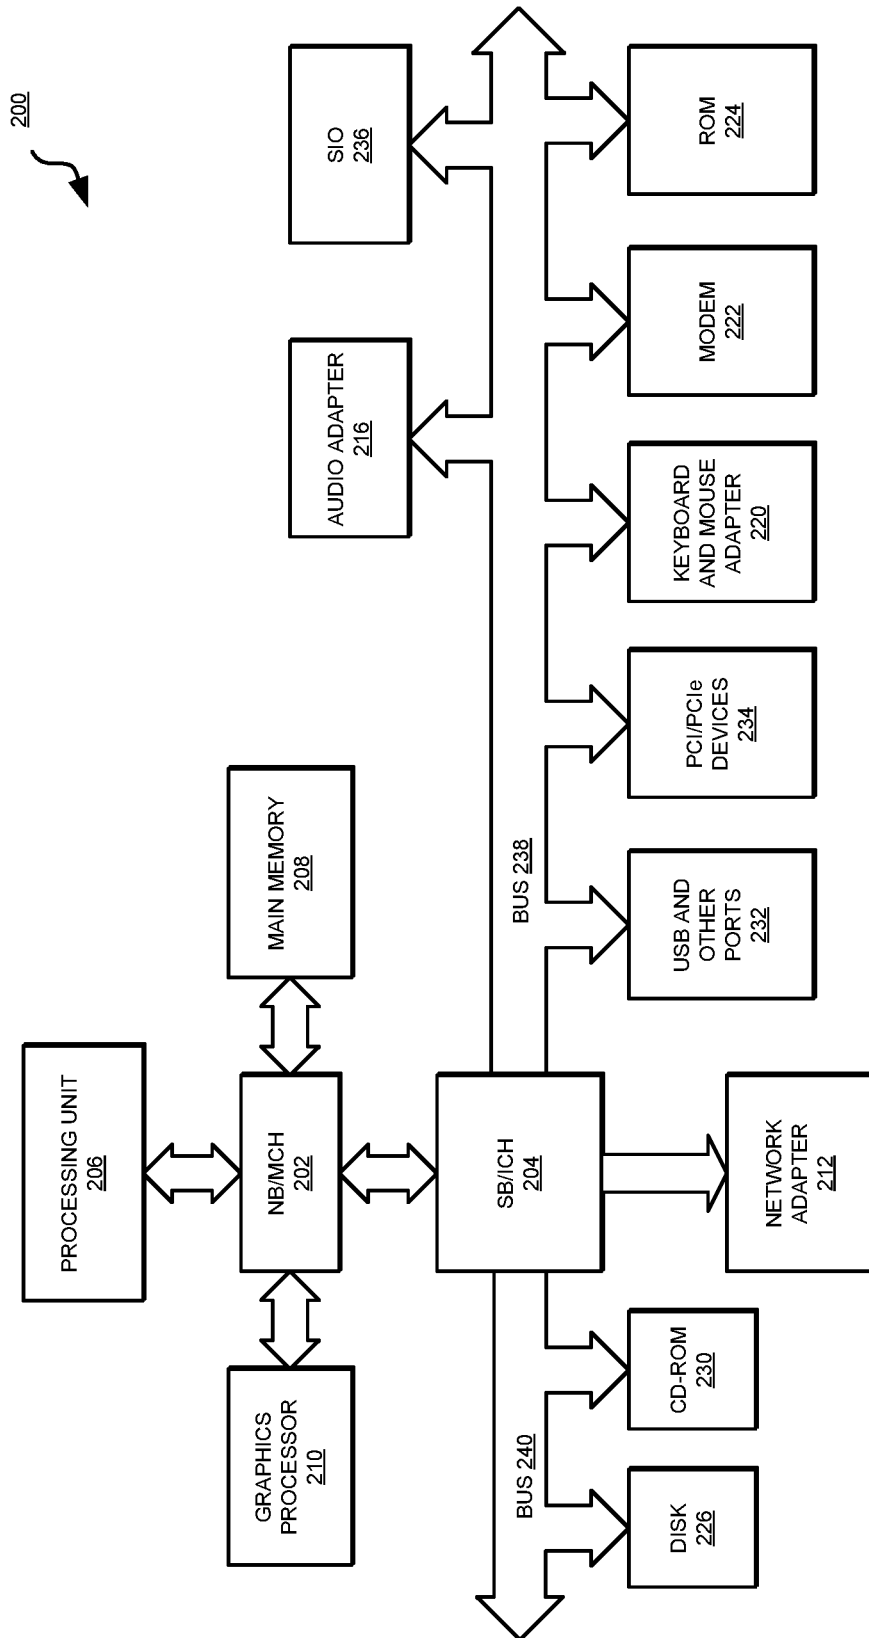 200
PROCESSING UNIT
206
GRAPHICS
PROCESSOR
210
NB/MCH
202
MAIN MEMORY
208
AUDIO ADAPTER
216
SIO
236
SB/ICH
204
BUS 240
BUS 238
DISK
226
CD-ROM
230
NETWORK
ADAPTER
212
USB AND
OTHER
PORTS
232
PCI/PCIe
DEVICES
234
KEYBOARD
AND MOUSE
ADAPTER
220
MODEM
222
ROM
224